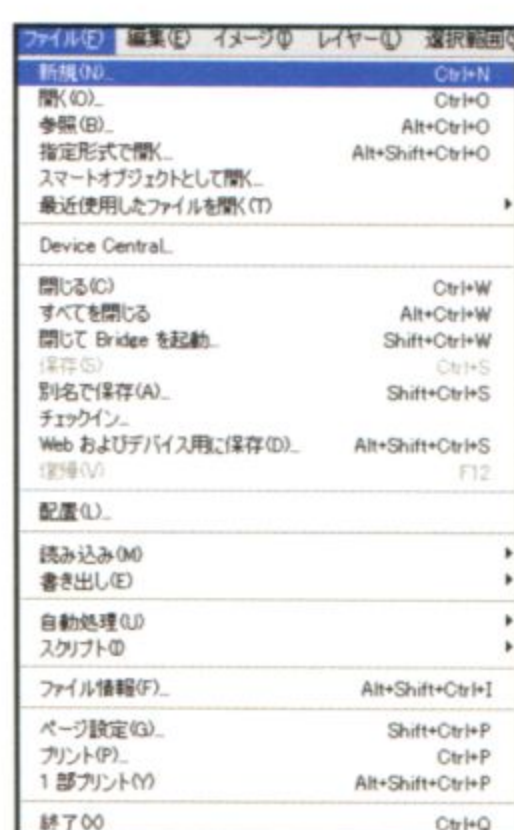 ファイル(F) 編集(E) イメージ(I) レイヤー(L) 選択範囲(
新規(N)... Ctrl+N
開く(O)... Ctrl+O
参照(B)... Alt+Ctrl+O
指定形式で開く... Alt+Shift+Ctrl+O
スマートオブジェクトとして開く...
最近使用したファイルを開く(T)
Device Central...
閉じる(C) Ctrl+W
すべてを閉じる Alt+Ctrl+W
閉じて Bridge を起動... Shift+Ctrl+W
保存(S) Ctrl+S
別名で保存(A)... Shift+Ctrl+S
チェックイン...
Web およびデバイス用に保存(D)... Alt+Shift+Ctrl+S
復帰(V) F12
配置(L)...
読み込み(M)
書き出し(E)
自動処理(U)
スクリプト(I)
ファイル情報(F)... Alt+Shift+Ctrl+I
ページ設定(G)... Shift+Ctrl+P
プリント(P)... Ctrl+P
1 部プリント(Y) Alt+Shift+Ctrl+P
終了(X) Ctrl+Q